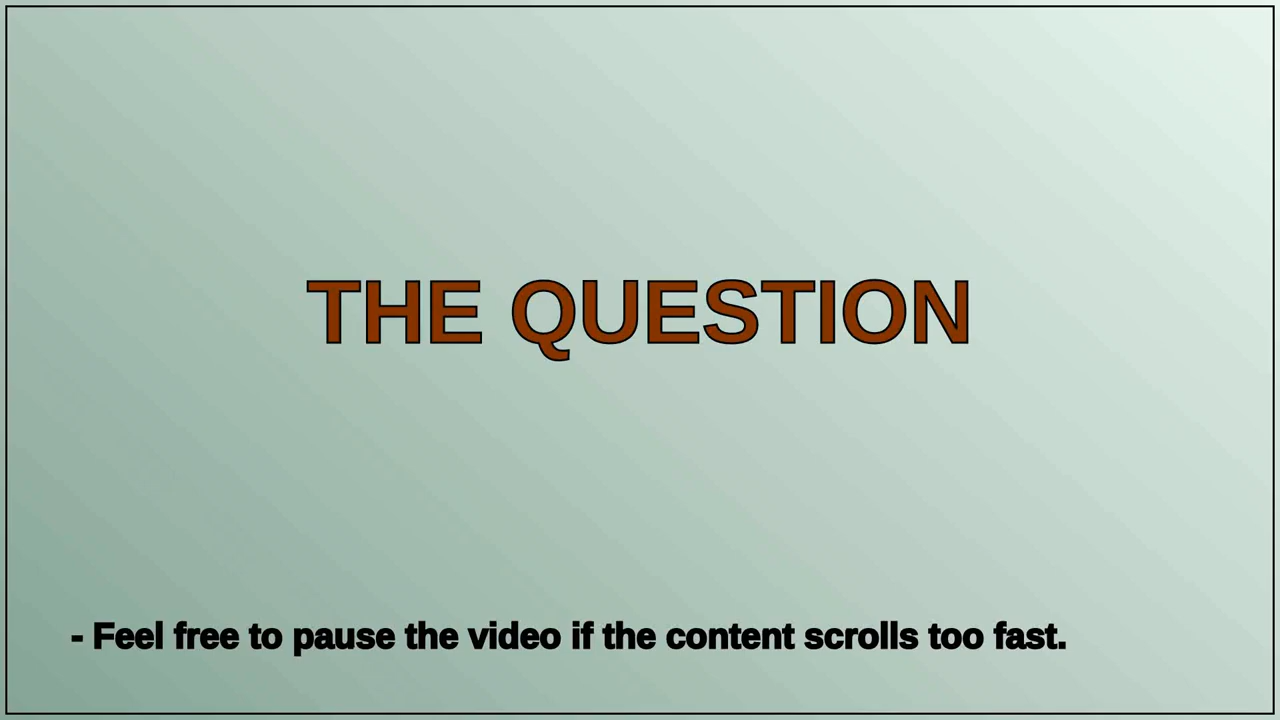 THE QUESTION
- Feel free to pause the video if the content scrolls too fast.